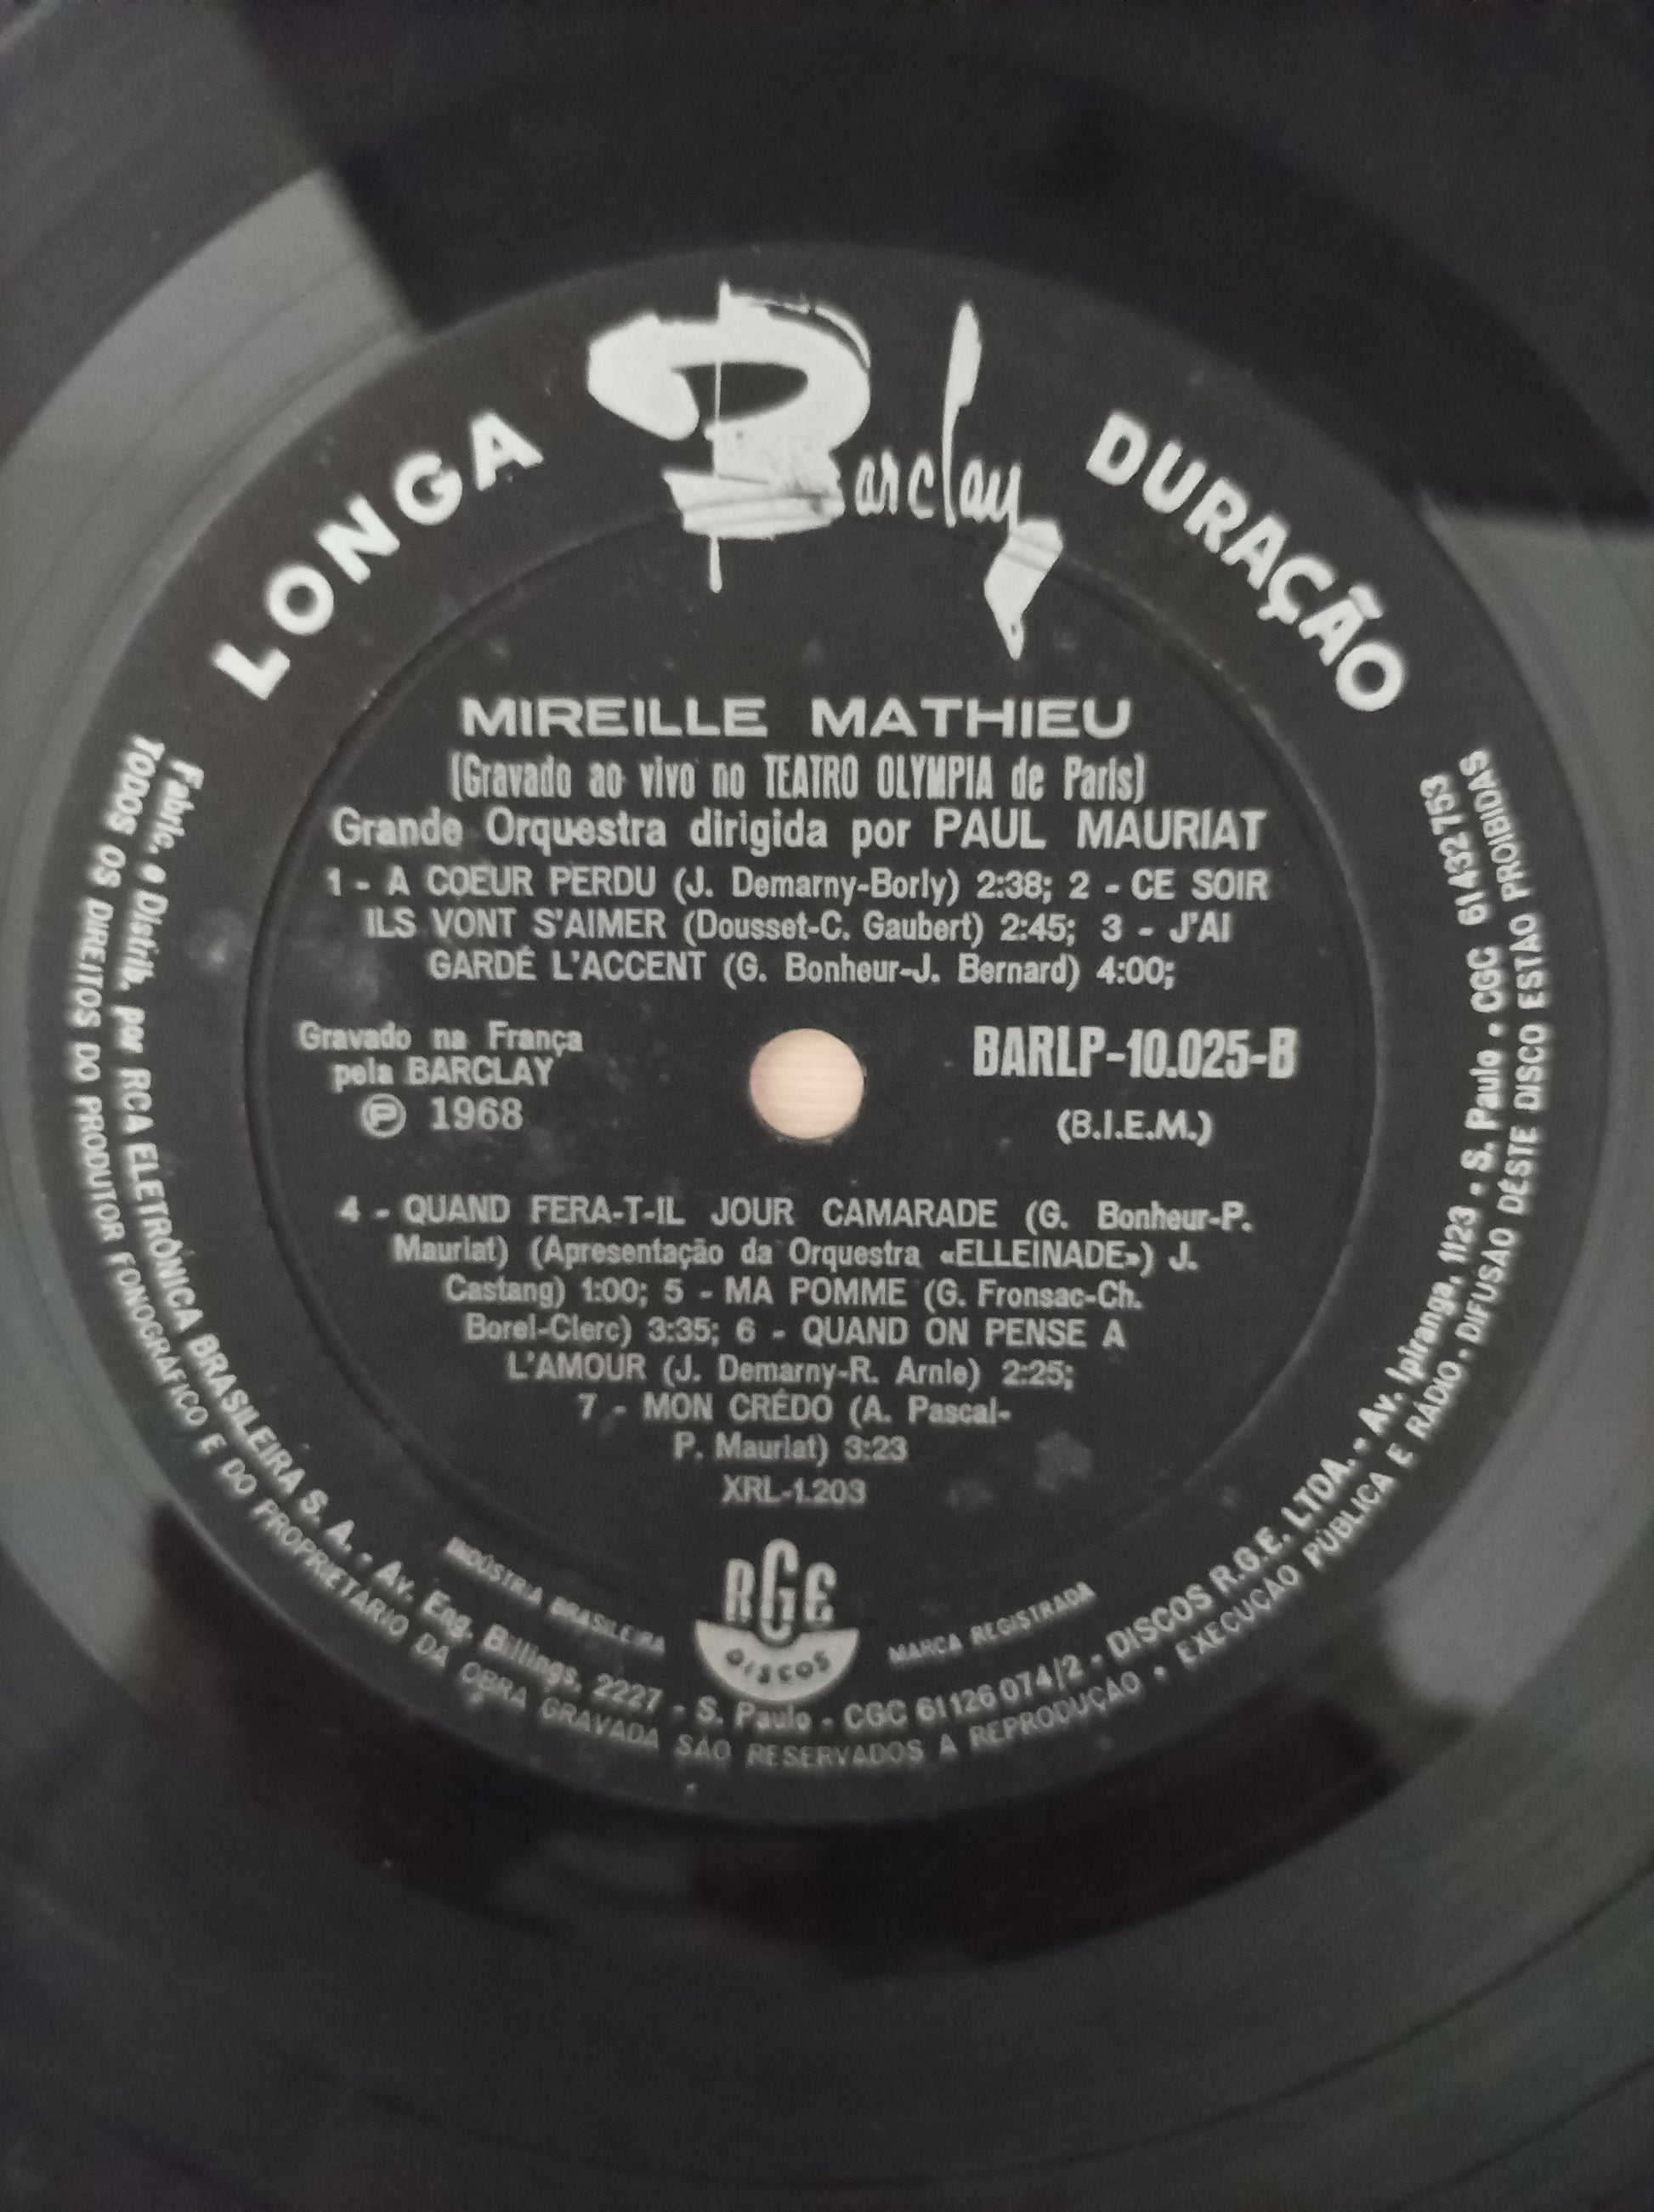 LONGA Barclay DURAÇÃO
MIREILLE MATHIEU
(Gravado ao vivo no TEATRO OLYMPIA de Paris)
Grande Orquestra dirigida por PAUL MAURIAT
1 - A COEUR PERDU (J. Demarny-Borly) 2:38; 2 - CE SOIR
ILS VONT S'AIMER (Dousset-C. Gaubert) 2:45; 3 - J'AI
GARDÉ L'ACCENT (G. Bonheur-J. Bernard) 4:00;
Gravado na França
pela BARCLAY
Ⓟ 1968
BARLP-10.025-B
(B.I.E.M.)
4 - QUAND FERA-T-IL JOUR CAMARADE (G. Bonheur-P.
Mauriat) (Apresentação da Orquestra «ELLEINADE») J.
Castang) 1:00; 5 - MA POMME (G. Fronsac-Ch.
Borel-Clerc) 3:35; 6 - QUAND ON PENSE A
L'AMOUR (J. Demarny-R. Arnie) 2:25;
7 - MON CRÉDO (A. Pascal-
P. Mauriat) 3:23
XRL-1.203
INDÚSTRIA BRASILEIRA
RGE
DISCOS
MARCA REGISTRADA
Fabric. e Distrib. por RCA ELETRÔNICA BRASILEIRA S. A. - Av. Eng. Billings, 2227 - S. Paulo - CGC 61126074/2 - DISCOS R.G.E. LTDA. - Av. Ipiranga, 1123 - S. Paulo - CGC 61432753
TODOS OS DIREITOS DO PRODUTOR FONOGRÁFICO E DO PROPRIETÁRIO DA OBRA GRAVADA SÃO RESERVADOS A REPRODUÇÃO • EXECUÇÃO PÚBLICA E RÁDIO - DIFUSÃO DÊSTE DISCO ESTÃO PROIBIDAS